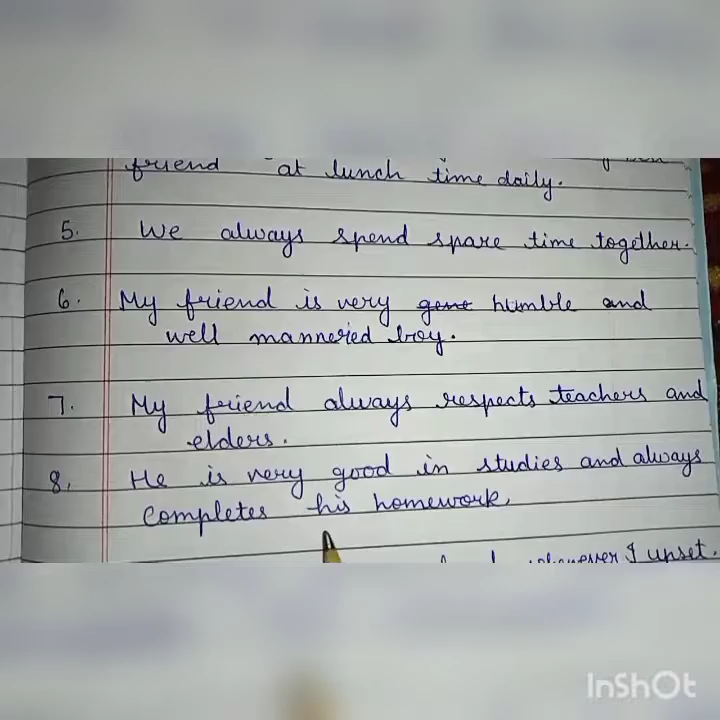 friend at lunch time daily.
5. We always spend spare time together.
6. My friend is very gent humble and
well mannered boy.
7. My friend always respects teachers and
elders.
8. He is very good in studies and always
completes his homework.
whenever I upset.
InShOt